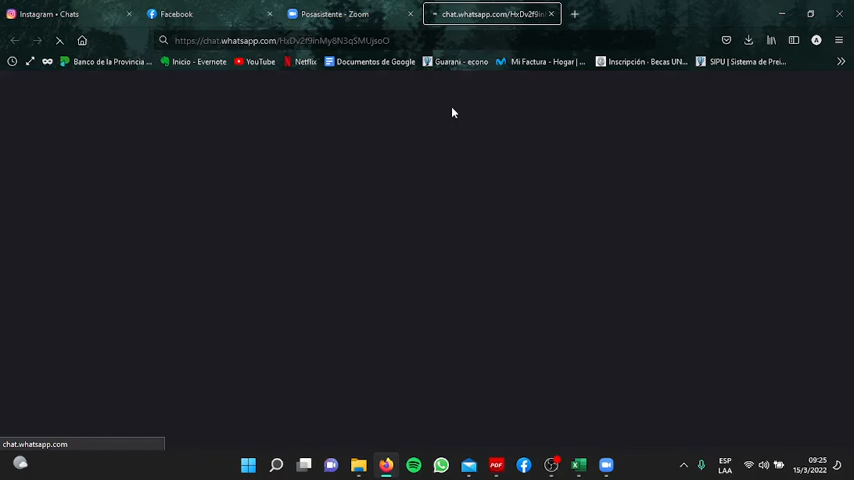 Instagram • Chats
Facebook
Posasistente - Zoom
chat.whatsapp.com/HxDv2f9in
https://chat.whatsapp.com/HxDv2f9inMy8N3qSMUjsoO
Banco de la Provincia ...
Inicio - Evernote
YouTube
Netflix
Documentos de Google
Guarani - econo
Mi Factura - Hogar | ...
Inscripción · Becas UN...
SIPU | Sistema de Prei...
chat.whatsapp.com
PDF
ESP
LAA
09:25
15/3/2022